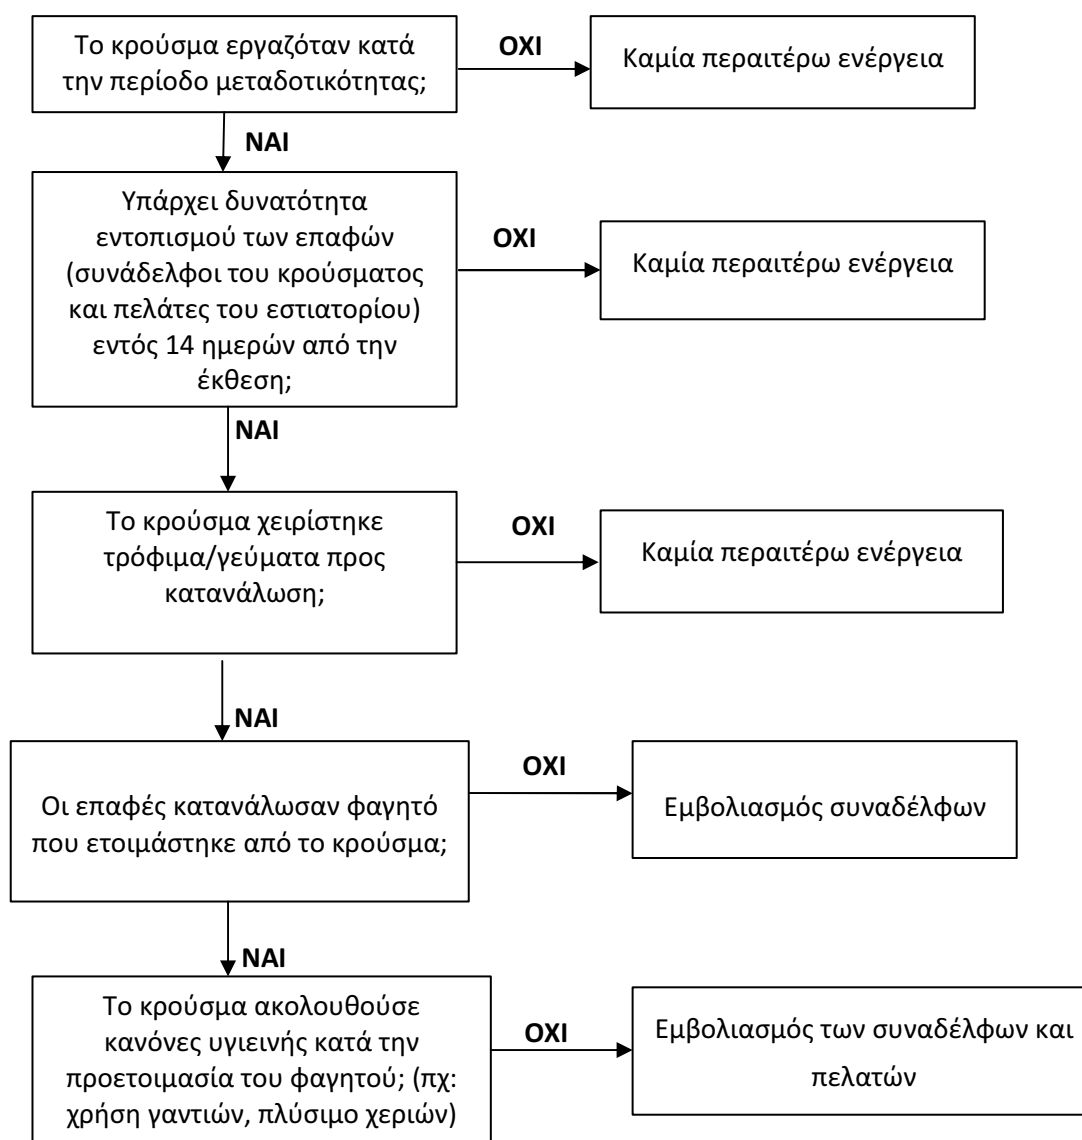 Το κρούσμα εργαζόταν κατά
την περίοδο μεταδοτικότητας;
ΟΧΙ
Καμία περαιτέρω ενέργεια
ΝΑΙ
Υπάρχει δυνατότητα
εντοπισμού των επαφών
(συνάδελφοι του κρούσματος
και πελάτες του εστιατορίου)
εντός 14 ημερών από την
έκθεση;
ΟΧΙ
Καμία περαιτέρω ενέργεια
ΝΑΙ
Το κρούσμα χειρίστηκε
τρόφιμα/γεύματα προς
κατανάλωση;
ΟΧΙ
Καμία περαιτέρω ενέργεια
ΝΑΙ
Οι επαφές κατανάλωσαν φαγητό
που ετοιμάστηκε από το κρούσμα;
ΟΧΙ
Εμβολιασμός συναδέλφων
ΝΑΙ
Το κρούσμα ακολουθούσε
κανόνες υγιεινής κατά την
προετοιμασία του φαγητού; (πχ:
χρήση γαντιών, πλύσιμο χεριών)
ΟΧΙ
Εμβολιασμός των συναδέλφων και
πελατών